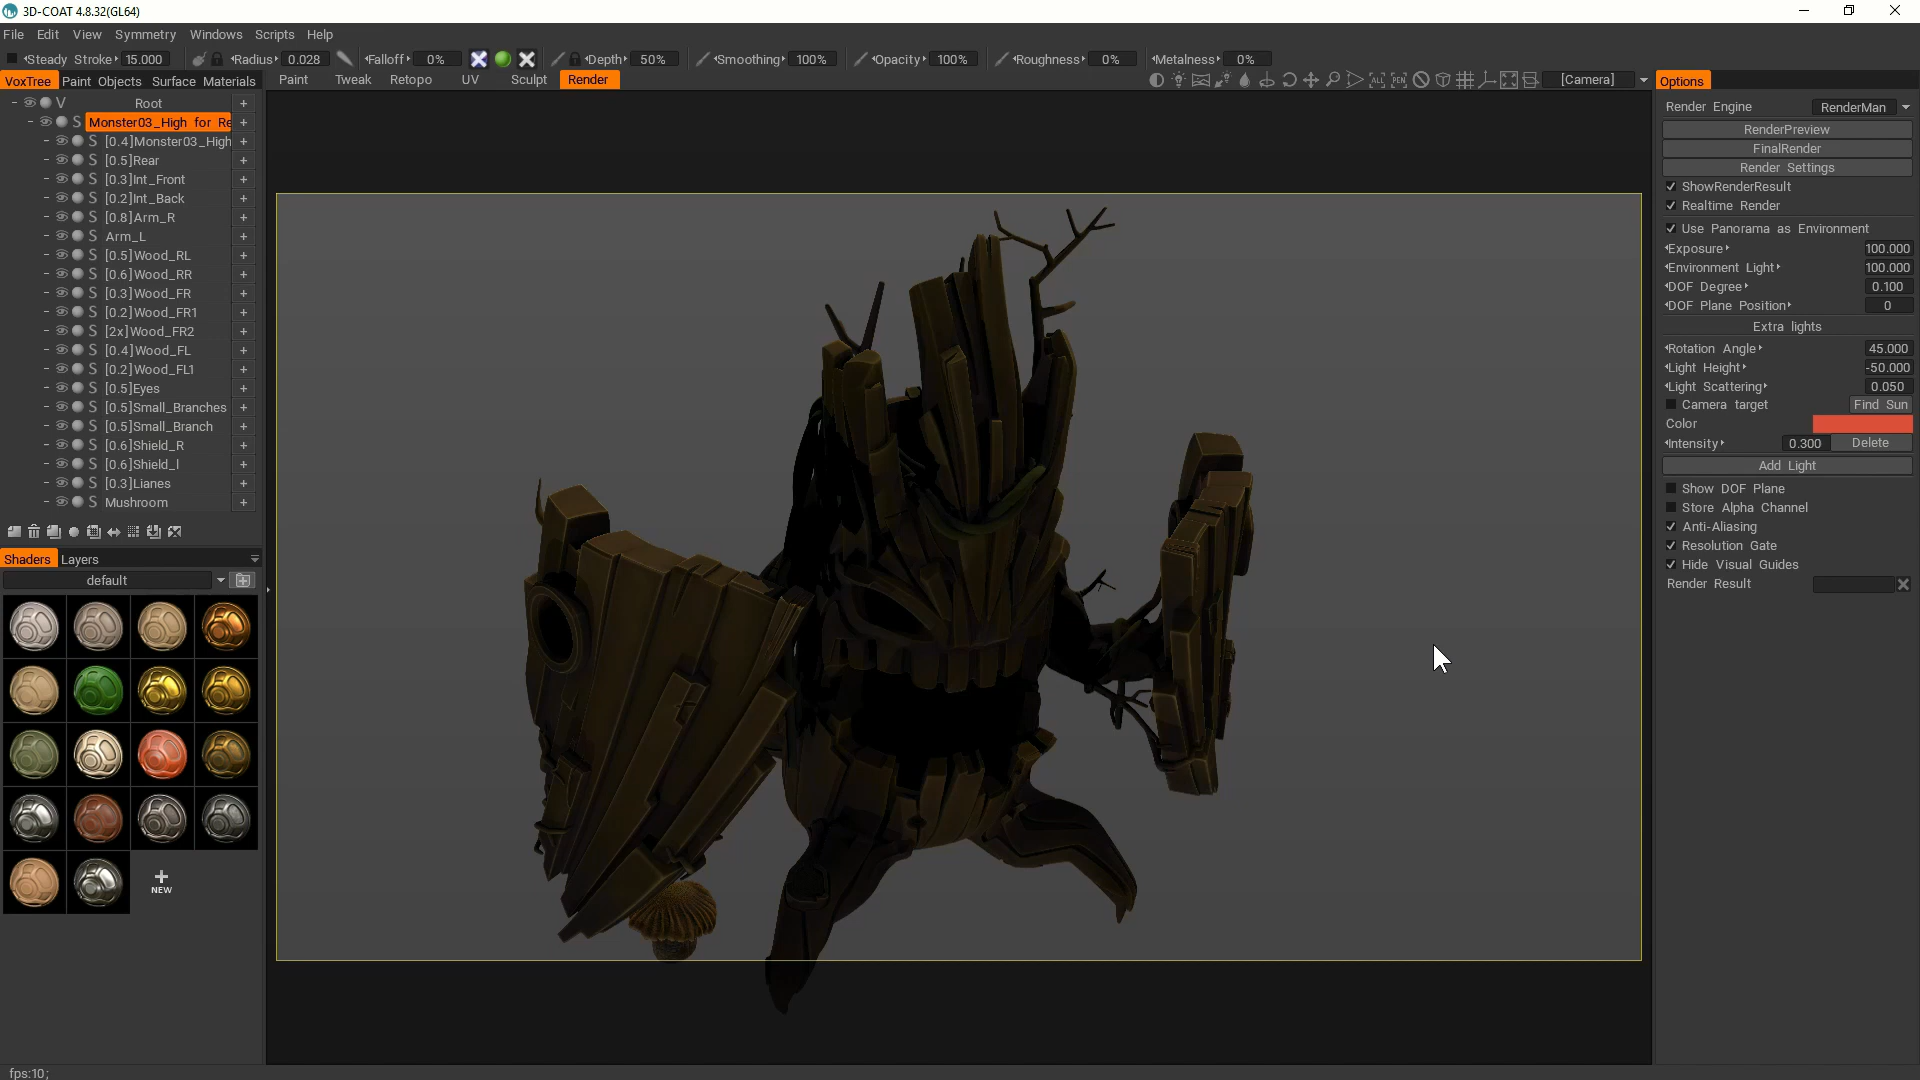 3D-COAT 4.8.32(GL64)
File Edit View Symmetry Windows Scripts Help
Steady Stroke 15.000 Radius 0.028 Falloff 0% Depth 50% Smoothing 100% Opacity 100% Roughness 0% Metalness 0%
VoxTree Paint Objects Surface Materials Paint Tweak Retopo UV Sculpt Render ALL PEN [Camera] Options
V Root +
S Monster03_High for Re +
S [0.4]Monster03_High +
S [0.5]Rear +
S [0.3]Int_Front +
S [0.2]Int_Back +
S [0.8]Arm_R +
S Arm_L +
S [0.5]Wood_RL +
S [0.6]Wood_RR +
S [0.3]Wood_FR +
S [0.2]Wood_FR1 +
S [2x]Wood_FR2 +
S [0.4]Wood_FL +
S [0.2]Wood_FL1 +
S [0.5]Eyes +
S [0.5]Small_Branches +
S [0.5]Small_Branch +
S [0.6]Shield_R +
S [0.6]Shield_l +
S [0.3]Lianes +
S Mushroom +
Shaders Layers
default
NEW
Render Engine RenderMan
RenderPreview
FinalRender
Render Settings
ShowRenderResult
Realtime Render
Use Panorama as Environment
Exposure 100.000
Environment Light 100.000
DOF Degree 0.100
DOF Plane Position 0
Extra lights
Rotation Angle 45.000
Light Height -50.000
Light Scattering 0.050
Camera target Find Sun
Color
Intensity 0.300 Delete
Add Light
Show DOF Plane
Store Alpha Channel
Anti-Aliasing
Resolution Gate
Hide Visual Guides
Render Result
fps:10;